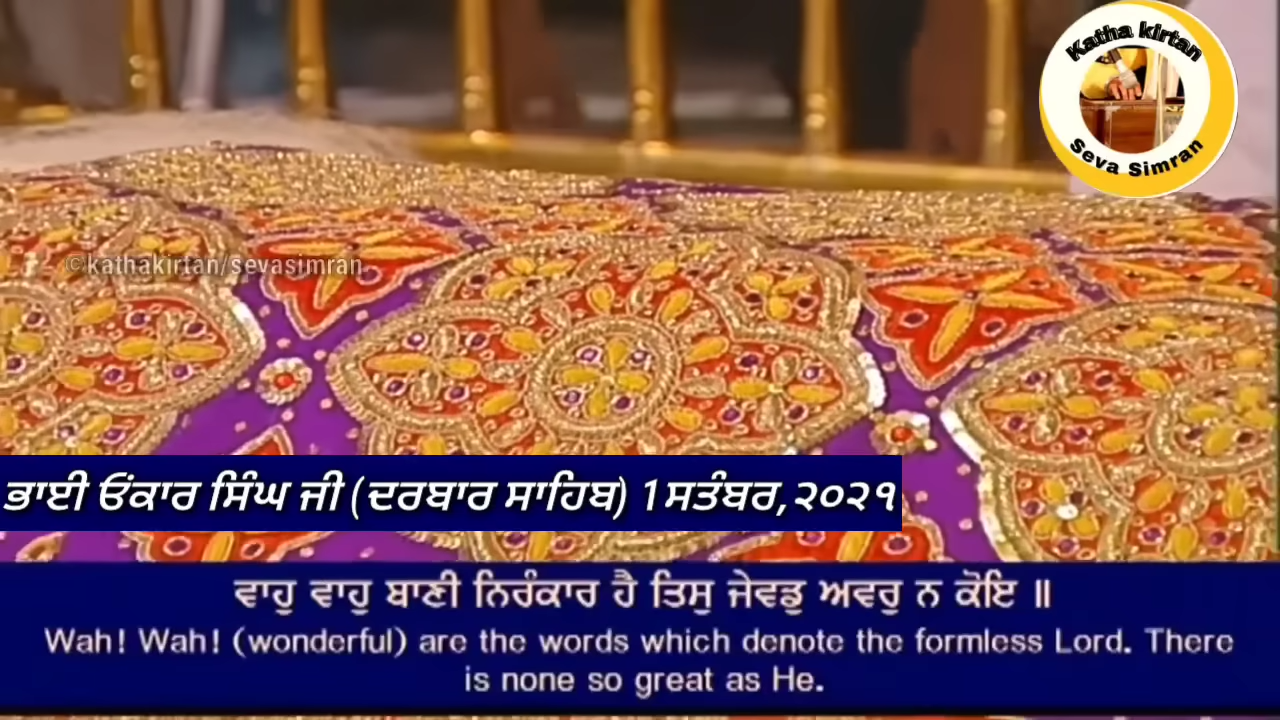 Katha kirtan
Seva Simran
©kathakirtan/sevasimran
ਭਾਈ ਓਂਕਾਰ ਸਿੰਘ ਜੀ (ਦਰਬਾਰ ਸਾਹਿਬ) 1 ਸਤੰਬਰ,੨੦੨੧
ਵਾਹੁ ਵਾਹੁ ਬਾਣੀ ਨਿਰੰਕਾਰ ਹੈ ਤਿਸੁ ਜੇਵਡੁ ਅਵਰੁ ਨ ਕੋਇ ॥
Wah! Wah! (wonderful) are the words which denote the formless Lord. There
is none so great as He.